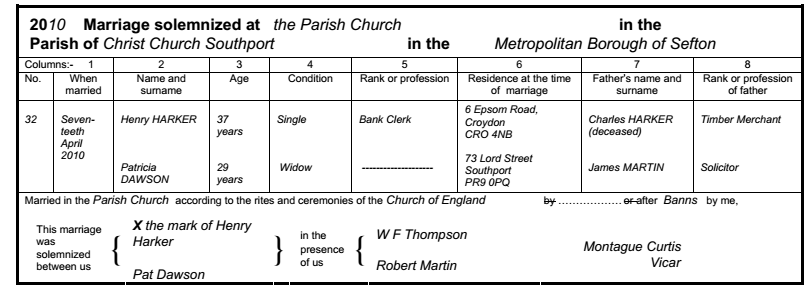 2010 Marriage solemnized at the Parish Church in the
Parish of Christ Church Southport in the Metropolitan Borough of Sefton
Columns:- 1 2 3 4 5 6 7 8
No. When married Name and surname Age Condition Rank or profession Residence at the time of marriage Father's name and surname Rank or profession of father
32 Seven-teeth April 2010 Henry HARKER 37 years Single Bank Clerk 6 Epsom Road, Croydon CRO 4NB Charles HARKER (deceased) Timber Merchant
Patricia DAWSON 29 years Widow -------------------- 73 Lord Street Southport PR9 0PQ James MARTIN Solicitor
Married in the Parish Church according to the rites and ceremonies of the Church of England by .................. or after Banns by me,
This marriage was solemnized between us { X the mark of Henry Harker
Pat Dawson } in the presence of us { W F Thompson
Robert Martin
Montague Curtis
Vicar